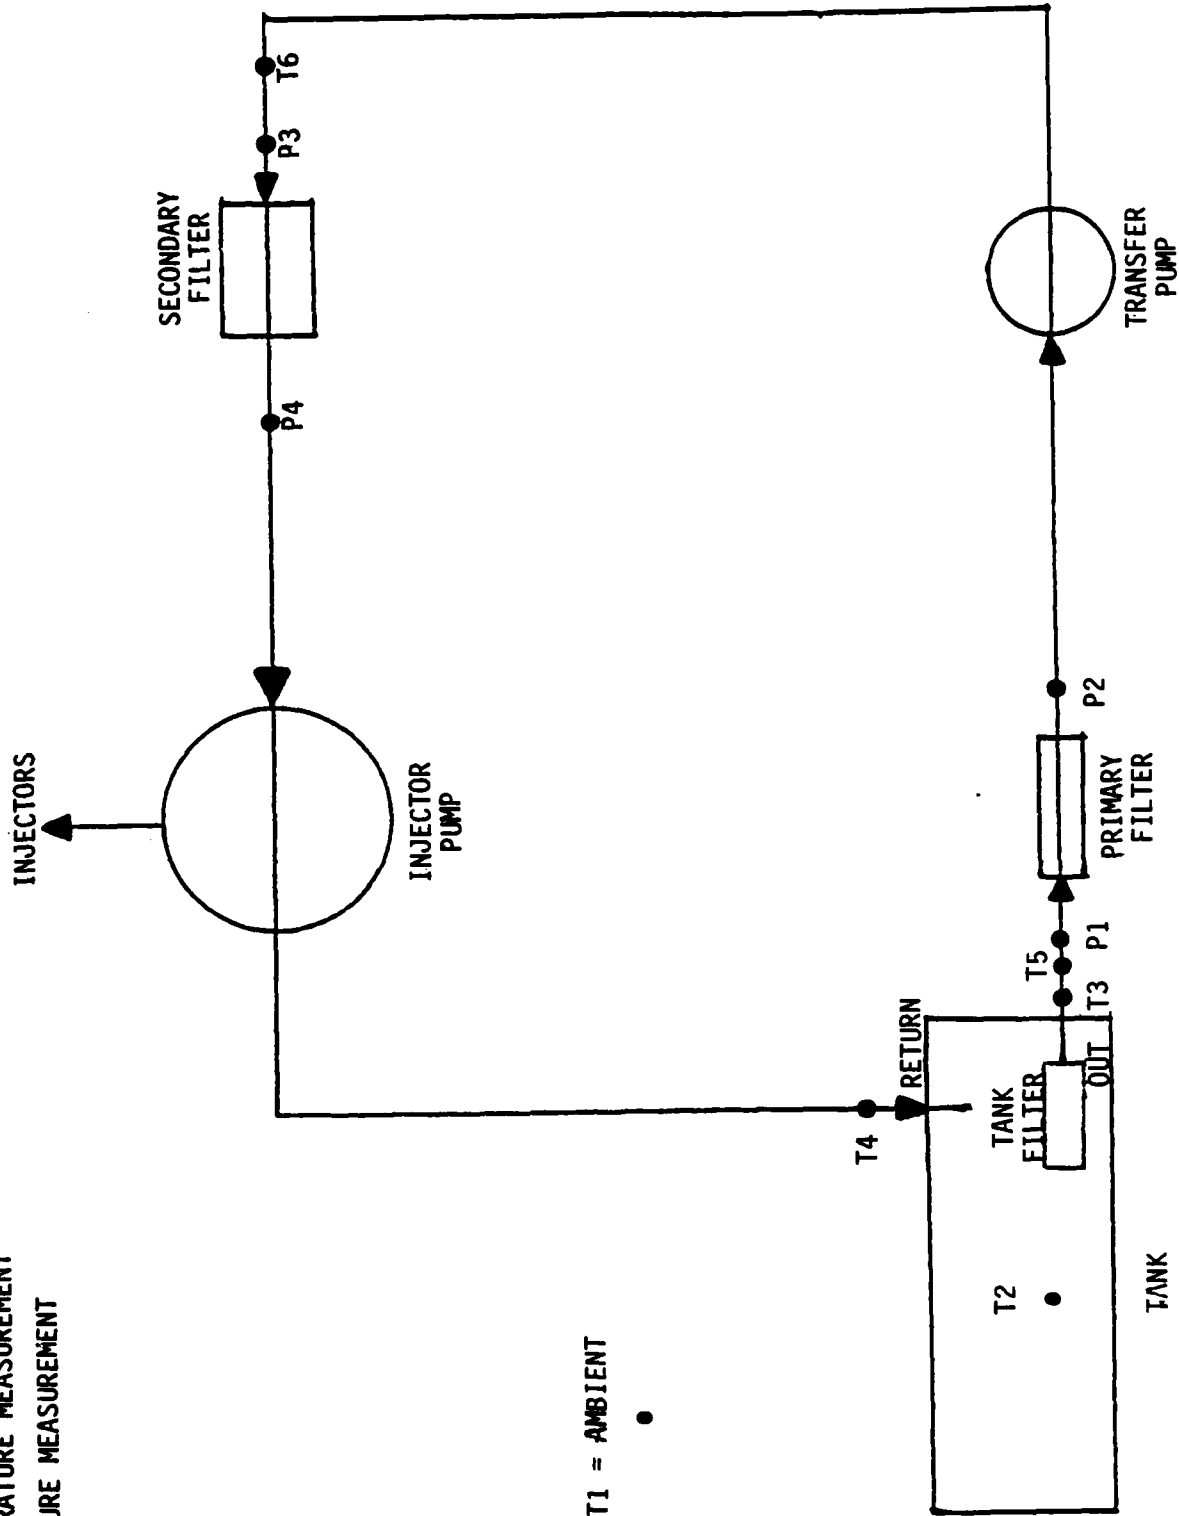 RATURE MEASUREMENT
URE MEASUREMENT
INJECTORS
SECONDARY
FILTER
P4
P3
T6
INJECTOR
PUMP
T1 = AMBIENT
T4
RETURN
T2
TANK
FILTER
T5
OUT
T3
P1
P2
PRIMARY
FILTER
TRANSFER
PUMP
TANK